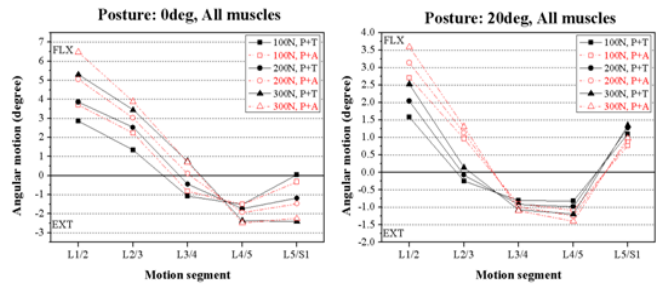 Posture: 0deg, All muscles
7
6
5
4
3
2
1
0
-1
-2
-3
Angular motion (degree)
FLX
EXT
100N, P+T
100N, P+A
200N, P+T
200N, P+A
300N, P+T
300N, P+A
L1/2 L2/3 L3/4 L4/5 L5/S1
Motion segment
Posture: 20deg, All muscles
4.0
3.5
3.0
2.5
2.0
1.5
1.0
0.5
0.0
-0.5
-1.0
-1.5
-2.0
Angular motion (degree)
FLX
EXT
100N, P+T
100N, P+A
200N, P+T
200N, P+A
300N, P+T
300N, P+A
L1/2 L2/3 L3/4 L4/5 L5/S1
Motion segment